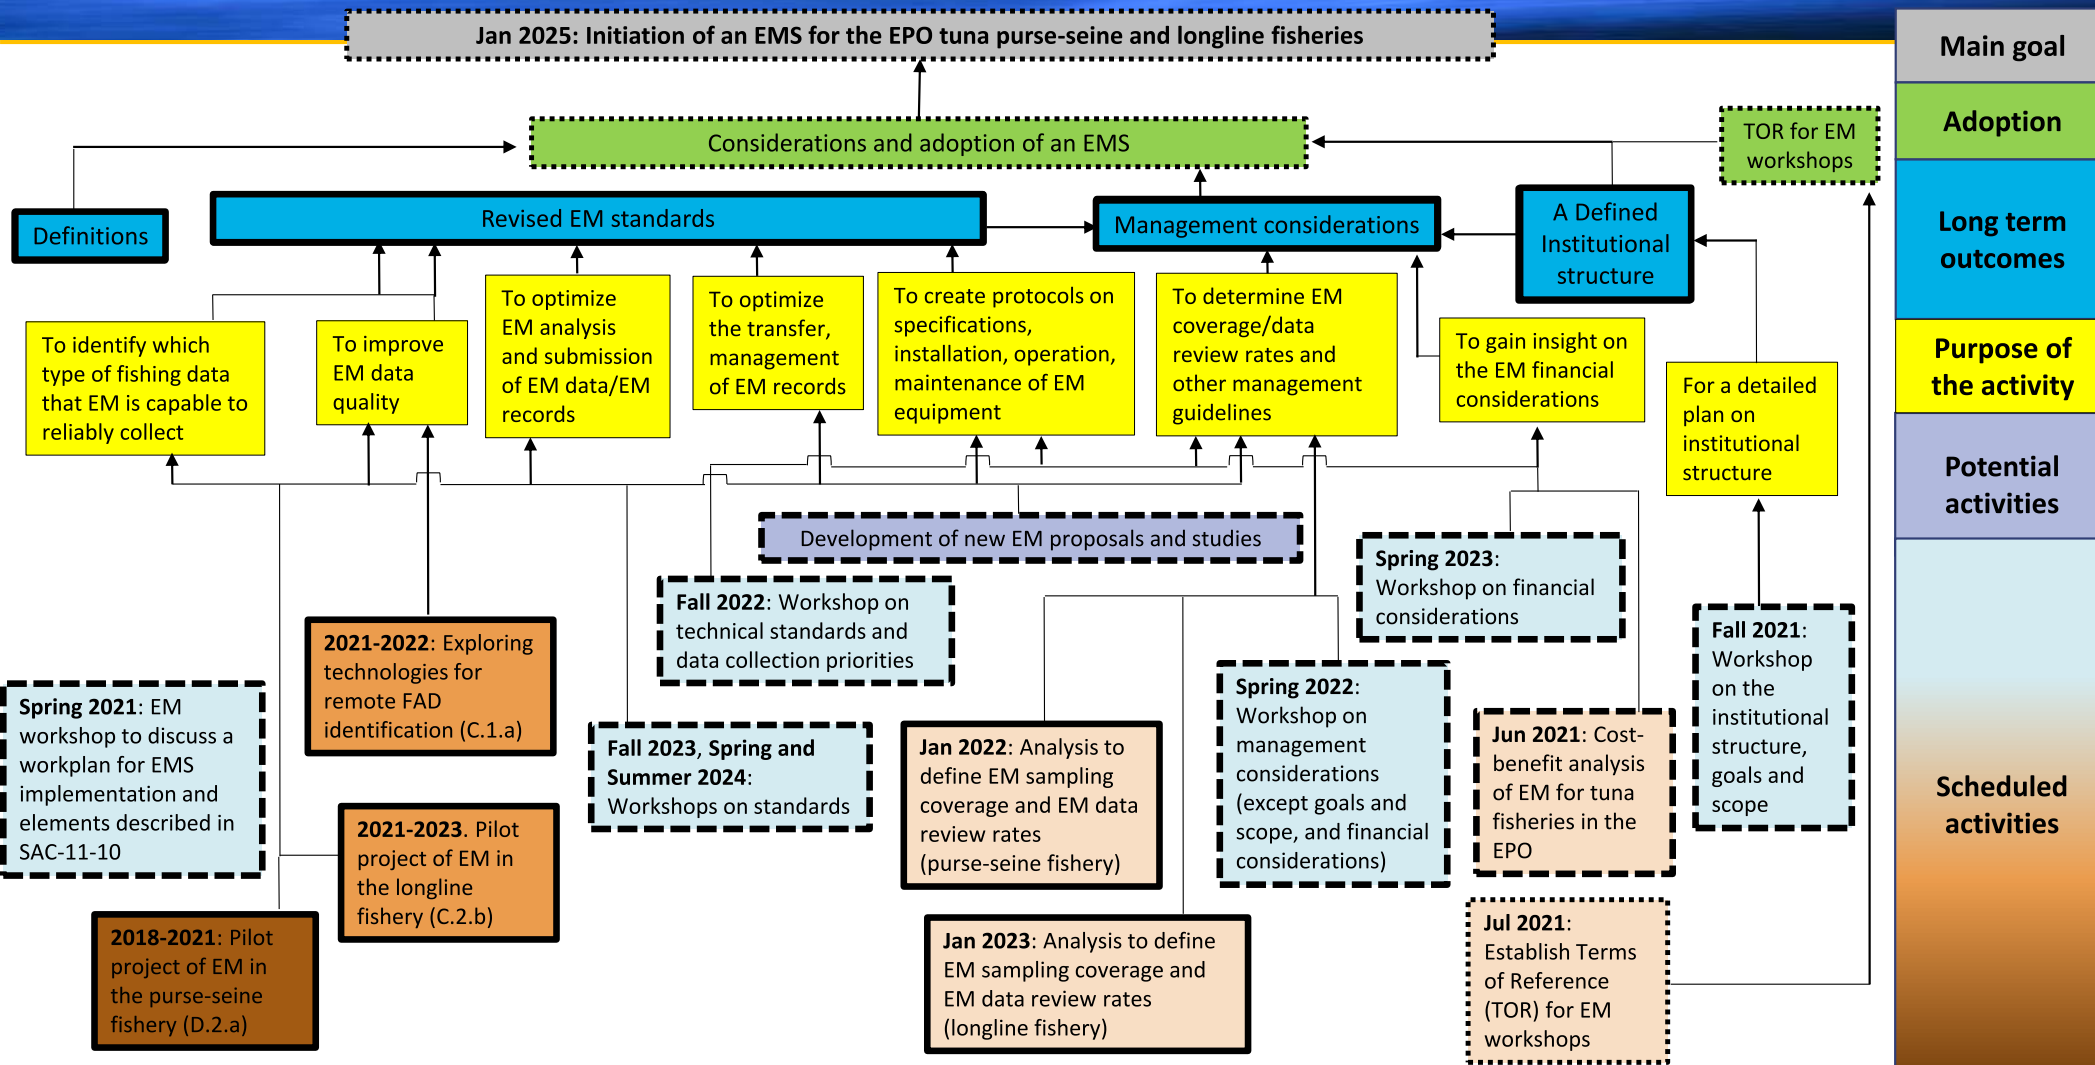 Jan 2025: Initiation of an EMS for the EPO tuna purse-seine and longline fisheries
Main goal
Considerations and adoption of an EMS
TOR for EM
workshops
Adoption
Definitions
Revised EM standards
Management considerations
A Defined
Institutional
structure
Long term
outcomes
To identify which
type of fishing data
that EM is capable to
reliably collect
To improve
EM data
quality
To optimize
EM analysis
and submission
of EM data/EM
records
To optimize
the transfer,
management
of EM records
To create protocols on
specifications,
installation, operation,
maintenance of EM
equipment
To determine EM
coverage/data
review rates and
other management
guidelines
To gain insight on
the EM financial
considerations
For a detailed
plan on
institutional
structure
Purpose of
the activity
Development of new EM proposals and studies
Potential
activities
Spring 2021: EM
workshop to discuss a
workplan for EMS
implementation and
elements described in
SAC-11-10
2021-2022: Exploring
technologies for
remote FAD
identification (C.1.a)
2021-2023. Pilot
project of EM in
the longline
fishery (C.2.b)
2018-2021: Pilot
project of EM in
the purse-seine
fishery (D.2.a)
Fall 2022: Workshop on
technical standards and
data collection priorities
Fall 2023, Spring and
Summer 2024:
Workshops on standards
Jan 2022: Analysis to
define EM sampling
coverage and EM data
review rates
(purse-seine fishery)
Jan 2023: Analysis to define
EM sampling coverage and
EM data review rates
(longline fishery)
Spring 2022:
Workshop on
management
considerations
(except goals and
scope, and financial
considerations)
Spring 2023:
Workshop on financial
considerations
Jun 2021: Cost-
benefit analysis
of EM for tuna
fisheries in the
EPO
Jul 2021:
Establish Terms
of Reference
(TOR) for EM
workshops
Fall 2021:
Workshop
on the
institutional
structure,
goals and
scope
Scheduled
activities